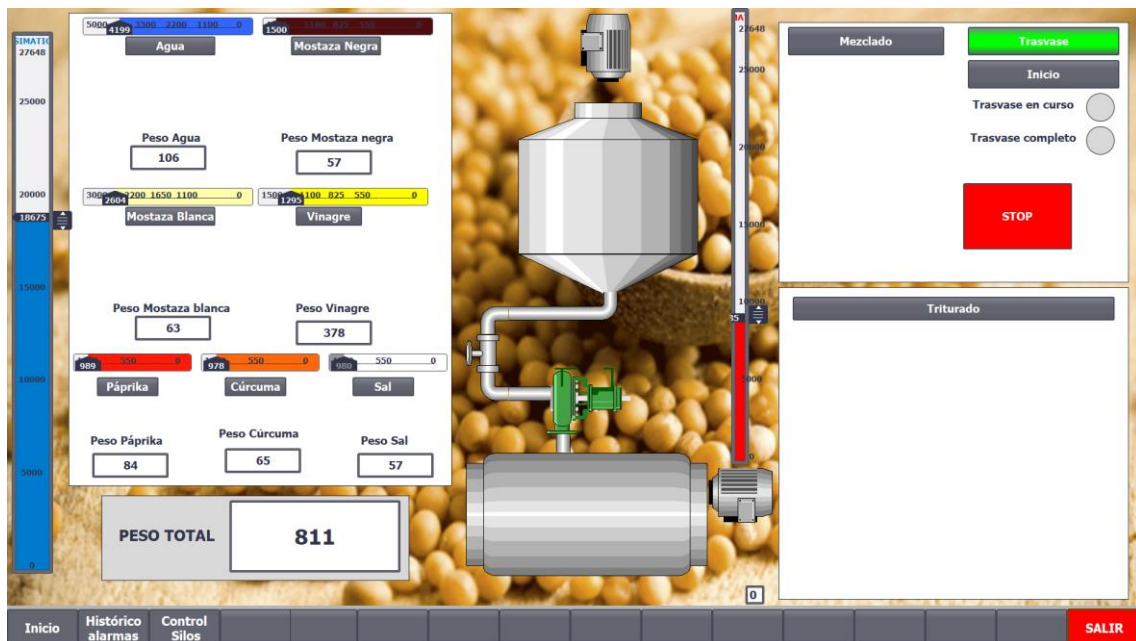 SIMATIC
27648
25000
20000
18675
15000
10000
5000
0
5000 4199 3300 2200 1100 0
Agua
1500 1100 825 550 0
Mostaza Negra
Peso Agua
106
Peso Mostaza negra
57
3000 2604 2200 1650 1100 0
Mostaza Blanca
1500 1295 1100 825 550 0
Vinagre
Peso Mostaza blanca
63
Peso Vinagre
378
989 550 0
Páprika
978 550 0
Cúrcuma
980 550 0
Sal
Peso Páprika
84
Peso Cúrcuma
65
Peso Sal
57
PESO TOTAL
811
27648
25000
20000
15000
10000
5000
0
0
Mezclado
Trasvase
Inicio
Trasvase en curso
Trasvase completo
STOP
Triturado
Inicio
Histórico
alarmas
Control
Silos
SALIR